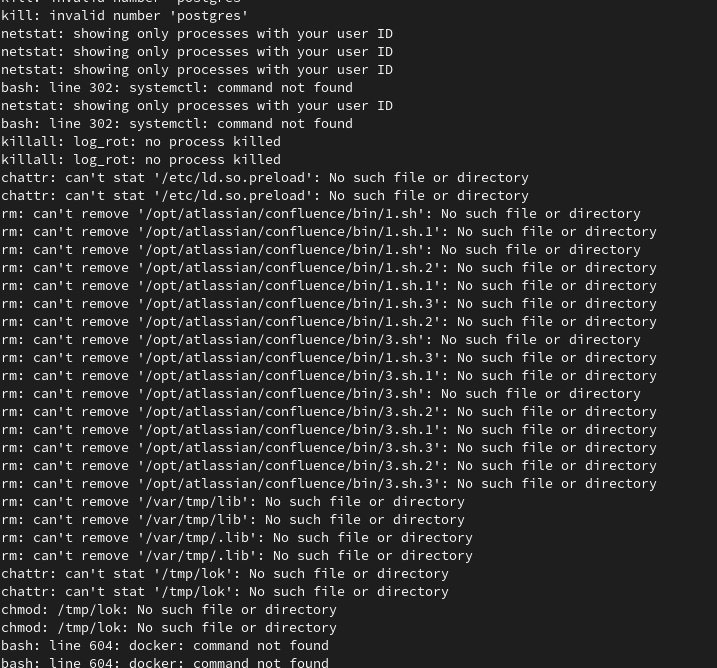 kill: invalid number 'postgres'
kill: invalid number 'postgres'
netstat: showing only processes with your user ID
netstat: showing only processes with your user ID
netstat: showing only processes with your user ID
bash: line 302: systemctl: command not found
netstat: showing only processes with your user ID
bash: line 302: systemctl: command not found
killall: log_rot: no process killed
killall: log_rot: no process killed
chattr: can't stat '/etc/ld.so.preload': No such file or directory
chattr: can't stat '/etc/ld.so.preload': No such file or directory
rm: can't remove '/opt/atlassian/confluence/bin/1.sh': No such file or directory
rm: can't remove '/opt/atlassian/confluence/bin/1.sh.1': No such file or directory
rm: can't remove '/opt/atlassian/confluence/bin/1.sh': No such file or directory
rm: can't remove '/opt/atlassian/confluence/bin/1.sh.2': No such file or directory
rm: can't remove '/opt/atlassian/confluence/bin/1.sh.1': No such file or directory
rm: can't remove '/opt/atlassian/confluence/bin/1.sh.3': No such file or directory
rm: can't remove '/opt/atlassian/confluence/bin/1.sh.2': No such file or directory
rm: can't remove '/opt/atlassian/confluence/bin/3.sh': No such file or directory
rm: can't remove '/opt/atlassian/confluence/bin/1.sh.3': No such file or directory
rm: can't remove '/opt/atlassian/confluence/bin/3.sh.1': No such file or directory
rm: can't remove '/opt/atlassian/confluence/bin/3.sh': No such file or directory
rm: can't remove '/opt/atlassian/confluence/bin/3.sh.2': No such file or directory
rm: can't remove '/opt/atlassian/confluence/bin/3.sh.1': No such file or directory
rm: can't remove '/opt/atlassian/confluence/bin/3.sh.3': No such file or directory
rm: can't remove '/opt/atlassian/confluence/bin/3.sh.2': No such file or directory
rm: can't remove '/opt/atlassian/confluence/bin/3.sh.3': No such file or directory
rm: can't remove '/var/tmp/lib': No such file or directory
rm: can't remove '/var/tmp/lib': No such file or directory
rm: can't remove '/var/tmp/.lib': No such file or directory
rm: can't remove '/var/tmp/.lib': No such file or directory
chattr: can't stat '/tmp/lok': No such file or directory
chattr: can't stat '/tmp/lok': No such file or directory
chmod: /tmp/lok: No such file or directory
chmod: /tmp/lok: No such file or directory
bash: line 604: docker: command not found
bash: line 604: docker: command not found